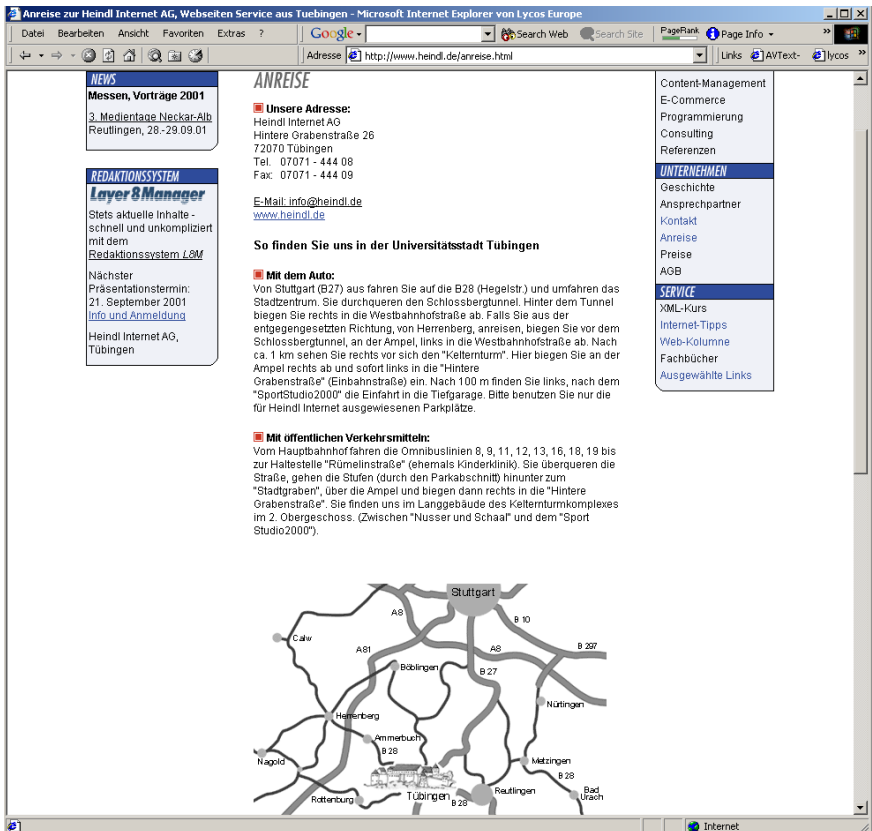 Anreise zur Heindl Internet AG, Webseiten Service aus Tuebingen - Microsoft Internet Explorer von Lycos Europe
Datei Bearbeiten Ansicht Favoriten Extras ?
Google
Search Web
Search Site
PageRank
Page Info
»
Adresse
http://www.heindl.de/anreise.html
Links
AVText-
lycos
»
NEWS
Messen, Vorträge 2001
3. Medientage Neckar-Alb
Reutlingen, 28.-29.09.01
REDAKTIONSSYSTEM
Layer8Manager
Stets aktuelle Inhalte -
schnell und unkompliziert
mit dem
Redaktionssystem L8M
Nächster
Präsentationstermin:
21. September 2001
Info und Anmeldung
Heindl Internet AG,
Tübingen
ANREISE
Unsere Adresse:
Heindl Internet AG
Hintere Grabenstraße 26
72070 Tübingen
Tel. 07071 - 444 08
Fax: 07071 - 444 09
E-Mail: info@heindl.de
www.heindl.de
So finden Sie uns in der Universitätsstadt Tübingen
Mit dem Auto:
Von Stuttgart (B27) aus fahren Sie auf die B28 (Hegelstr.) und umfahren das
Stadtzentrum. Sie durchqueren den Schlossbergtunnel. Hinter dem Tunnel
biegen Sie rechts in die Westbahnhofstraße ab. Falls Sie aus der
entgegengesetzten Richtung, von Herrenberg, anreisen, biegen Sie vor dem
Schlossbergtunnel, an der Ampel, links in die Westbahnhofstraße ab. Nach
ca. 1 km sehen Sie rechts vor sich den "Kelternturm". Hier biegen Sie an der
Ampel rechts ab und sofort links in die "Hintere
Grabenstraße" (Einbahnstraße) ein. Nach 100 m finden Sie links, nach dem
"SportStudio2000" die Einfahrt in die Tiefgarage. Bitte benutzen Sie nur die
für Heindl Internet ausgewiesenen Parkplätze.
Mit öffentlichen Verkehrsmitteln:
Vom Hauptbahnhof fahren die Omnibuslinien 8, 9, 11, 12, 13, 16, 18, 19 bis
zur Haltestelle "Rümelinstraße" (ehemals Kinderklinik). Sie überqueren die
Straße, gehen die Stufen (durch den Parkabschnitt) hinunter zum
"Stadtgraben", über die Ampel und biegen dann rechts in die "Hintere
Grabenstraße". Sie finden uns im Langgebäude des Kelternturmkomplexes
im 2. Obergeschoss. (Zwischen "Nusser und Schaal" und dem "Sport
Studio2000").
Content-Management
E-Commerce
Programmierung
Consulting
Referenzen
UNTERNEHMEN
Geschichte
Ansprechpartner
Kontakt
Anreise
Preise
AGB
SERVICE
XML-Kurs
Internet-Tipps
Web-Kolumne
Fachbücher
Ausgewählte Links
Stuttgart
A8
B 10
Calw
A81
A8
B 297
Böblingen
B 27
Nürtingen
Herrenberg
Ammerbuch
B 28
Nagold
Metzingen
B 28
Rottenburg
Tübingen
B 28
Reutlingen
Bad
Urach
Internet